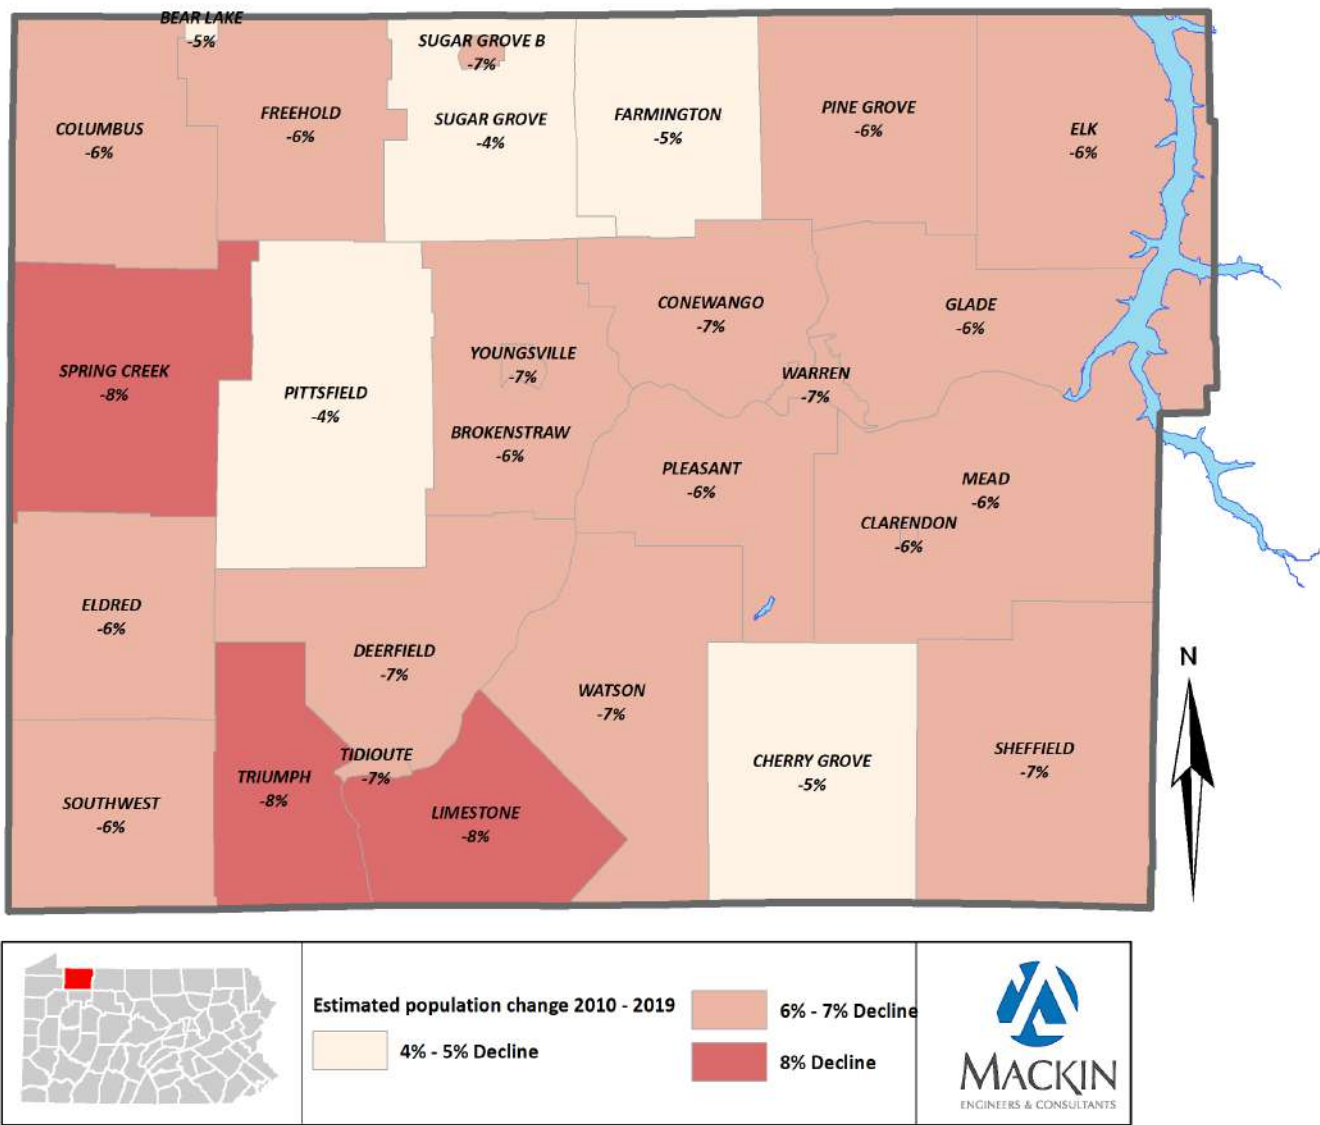 BEAR LAKE
-5%
SUGAR GROVE B
-7%
COLUMBUS
-6%
FREEHOLD
-6%
SUGAR GROVE
-4%
FARMINGTON
-5%
PINE GROVE
-6%
ELK
-6%
SPRING CREEK
-8%
PITTSFIELD
-4%
YOUNGSVILLE
-7%
BROKENSTRAW
-6%
CONEWANGO
-7%
WARREN
-7%
GLADE
-6%
PLEASANT
-6%
MEAD
-6%
CLARENDON
-6%
ELDRED
-6%
DEERFIELD
-7%
WATSON
-7%
SOUTHWEST
-6%
TRIUMPH
-8%
TIDIOUTE
-7%
LIMESTONE
-8%
CHERRY GROVE
-5%
SHEFFIELD
-7%
N
Estimated population change 2010 - 2019
4% - 5% Decline
6% - 7% Decline
8% Decline
MACKIN
ENGINEERS & CONSULTANTS